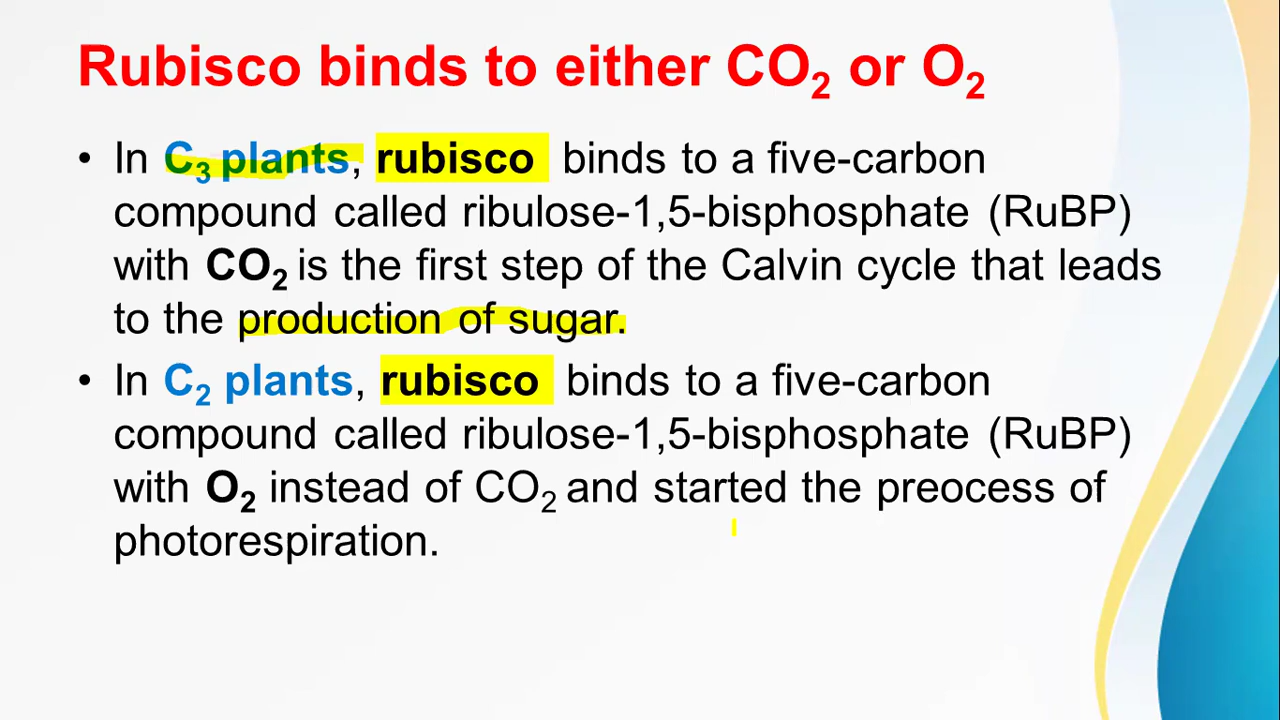 Rubisco binds to either CO₂ or O₂
• In C₃ plants, rubisco binds to a five-carbon
compound called ribulose-1,5-bisphosphate (RuBP)
with CO₂ is the first step of the Calvin cycle that leads
to the production of sugar.
• In C₂ plants, rubisco binds to a five-carbon
compound called ribulose-1,5-bisphosphate (RuBP)
with O₂ instead of CO₂ and started the preocess of
photorespiration.